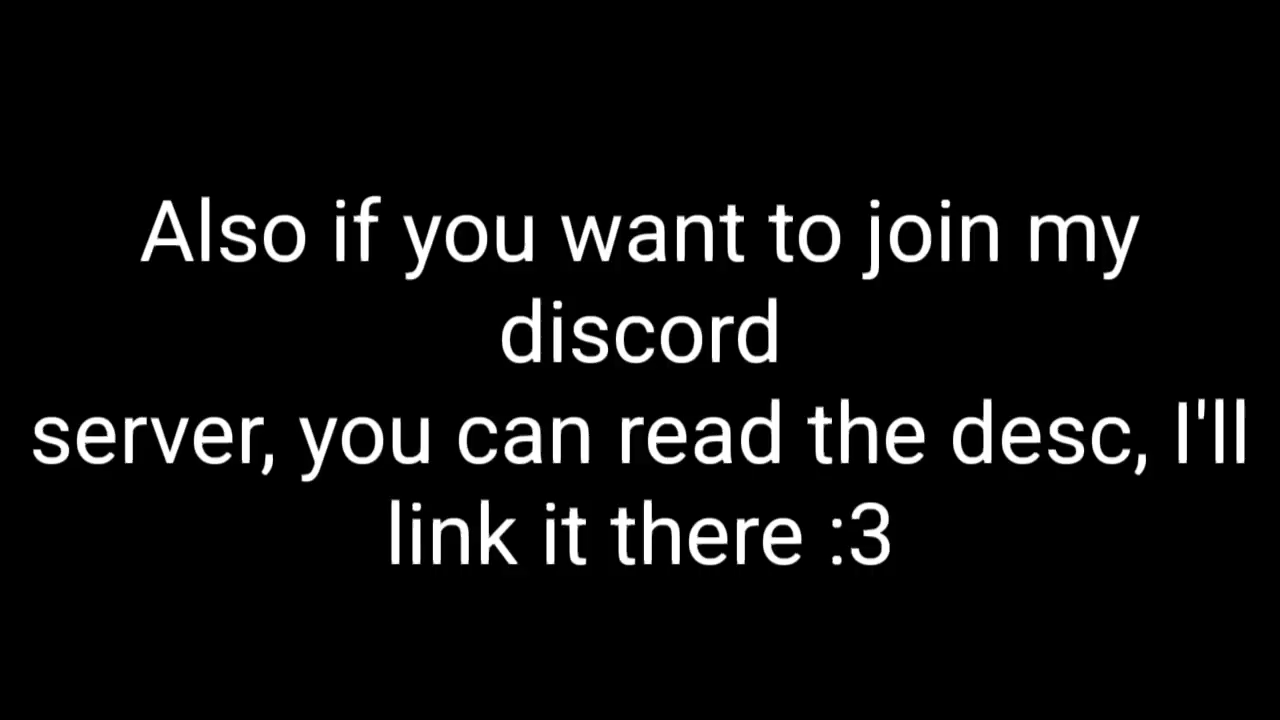 Also if you want to join my
discord
server, you can read the desc, I'll
link it there :3